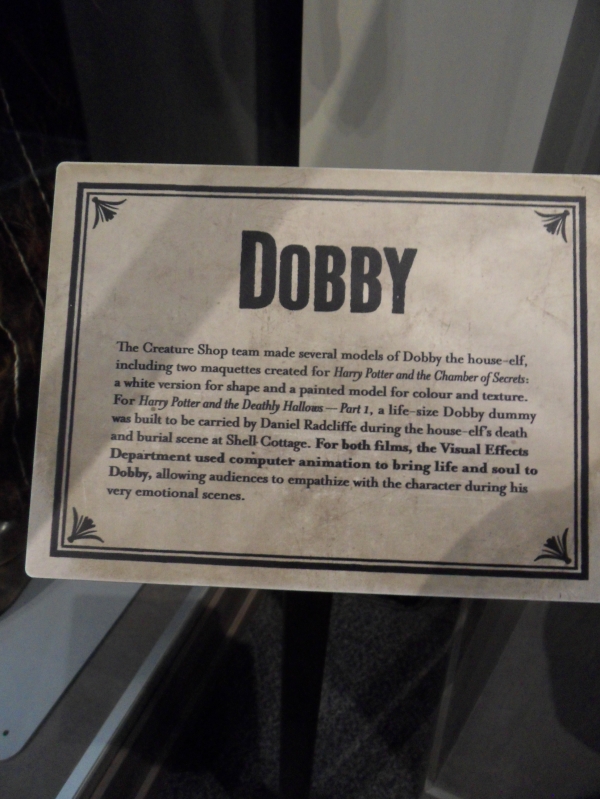 DOBBY
The Creature Shop team made several models of Dobby the house-elf,
including two maquettes created for Harry Potter and the Chamber of Secrets:
a white version for shape and a painted model for colour and texture.
For Harry Potter and the Deathly Hallows — Part 1, a life-size Dobby dummy
was built to be carried by Daniel Radcliffe during the house-elf's death
and burial scene at Shell Cottage. For both films, the Visual Effects
Department used computer animation to bring life and soul to
Dobby, allowing audiences to empathize with the character during his
very emotional scenes.